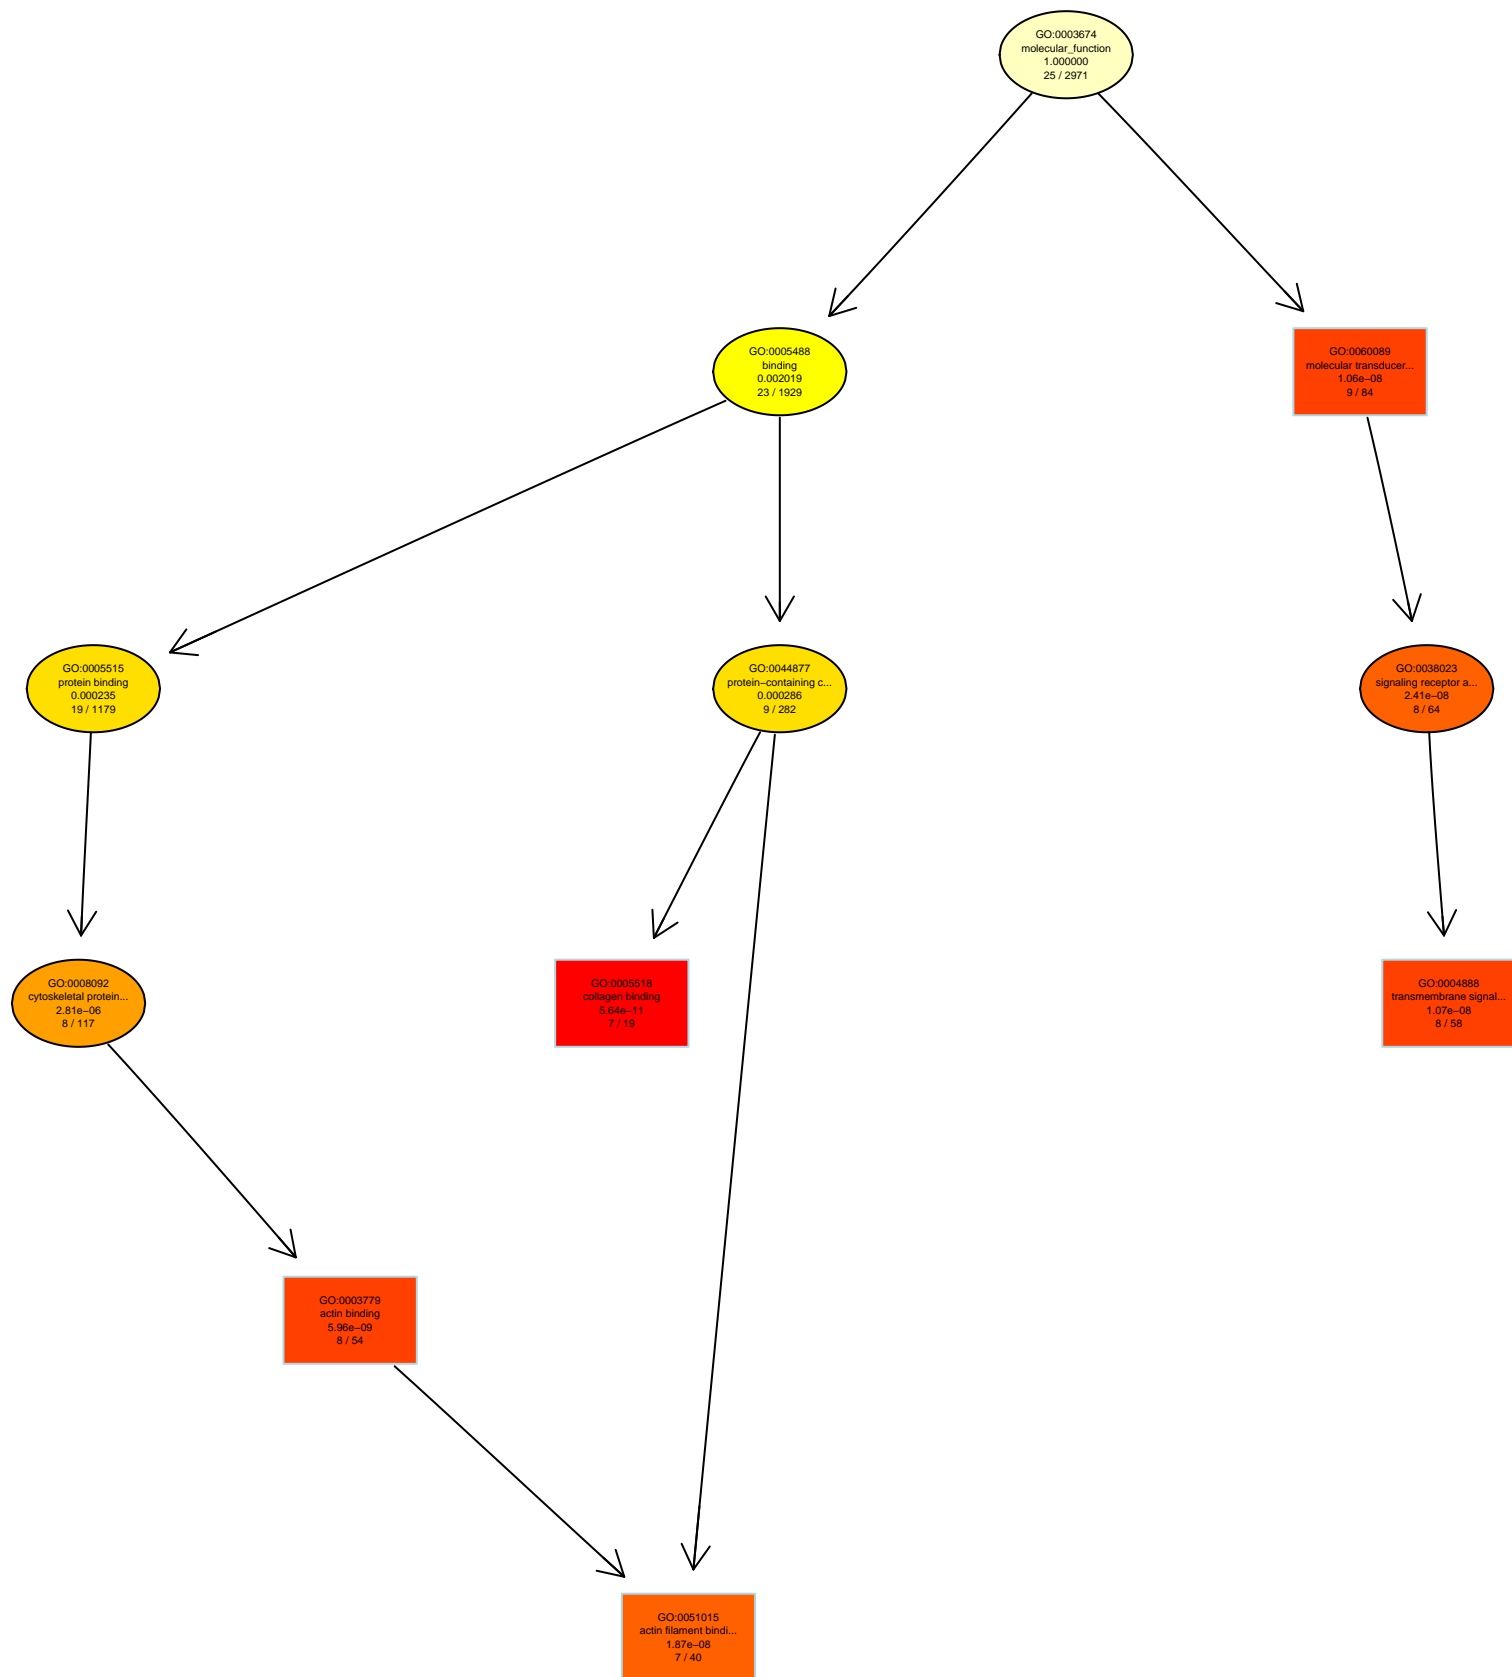 GO:0003674
molecular_function
1.000000
25 / 2971
GO:0005488
binding
0.002019
23 / 1929
GO:0060089
molecular transducer...
1.06e−08
9 / 84
GO:0005515
protein binding
0.000235
19 / 1179
GO:0044877
protein−containing c...
0.000286
9 / 282
GO:0038023
signaling receptor a...
2.41e−08
8 / 64
GO:0008092
cytoskeletal protein...
2.81e−06
8 / 117
GO:0005518
collagen binding
5.64e−11
7 / 19
GO:0004888
transmembrane signal...
1.07e−08
8 / 58
GO:0003779
actin binding
5.96e−09
8 / 54
GO:0051015
actin filament bindi...
1.87e−08
7 / 40